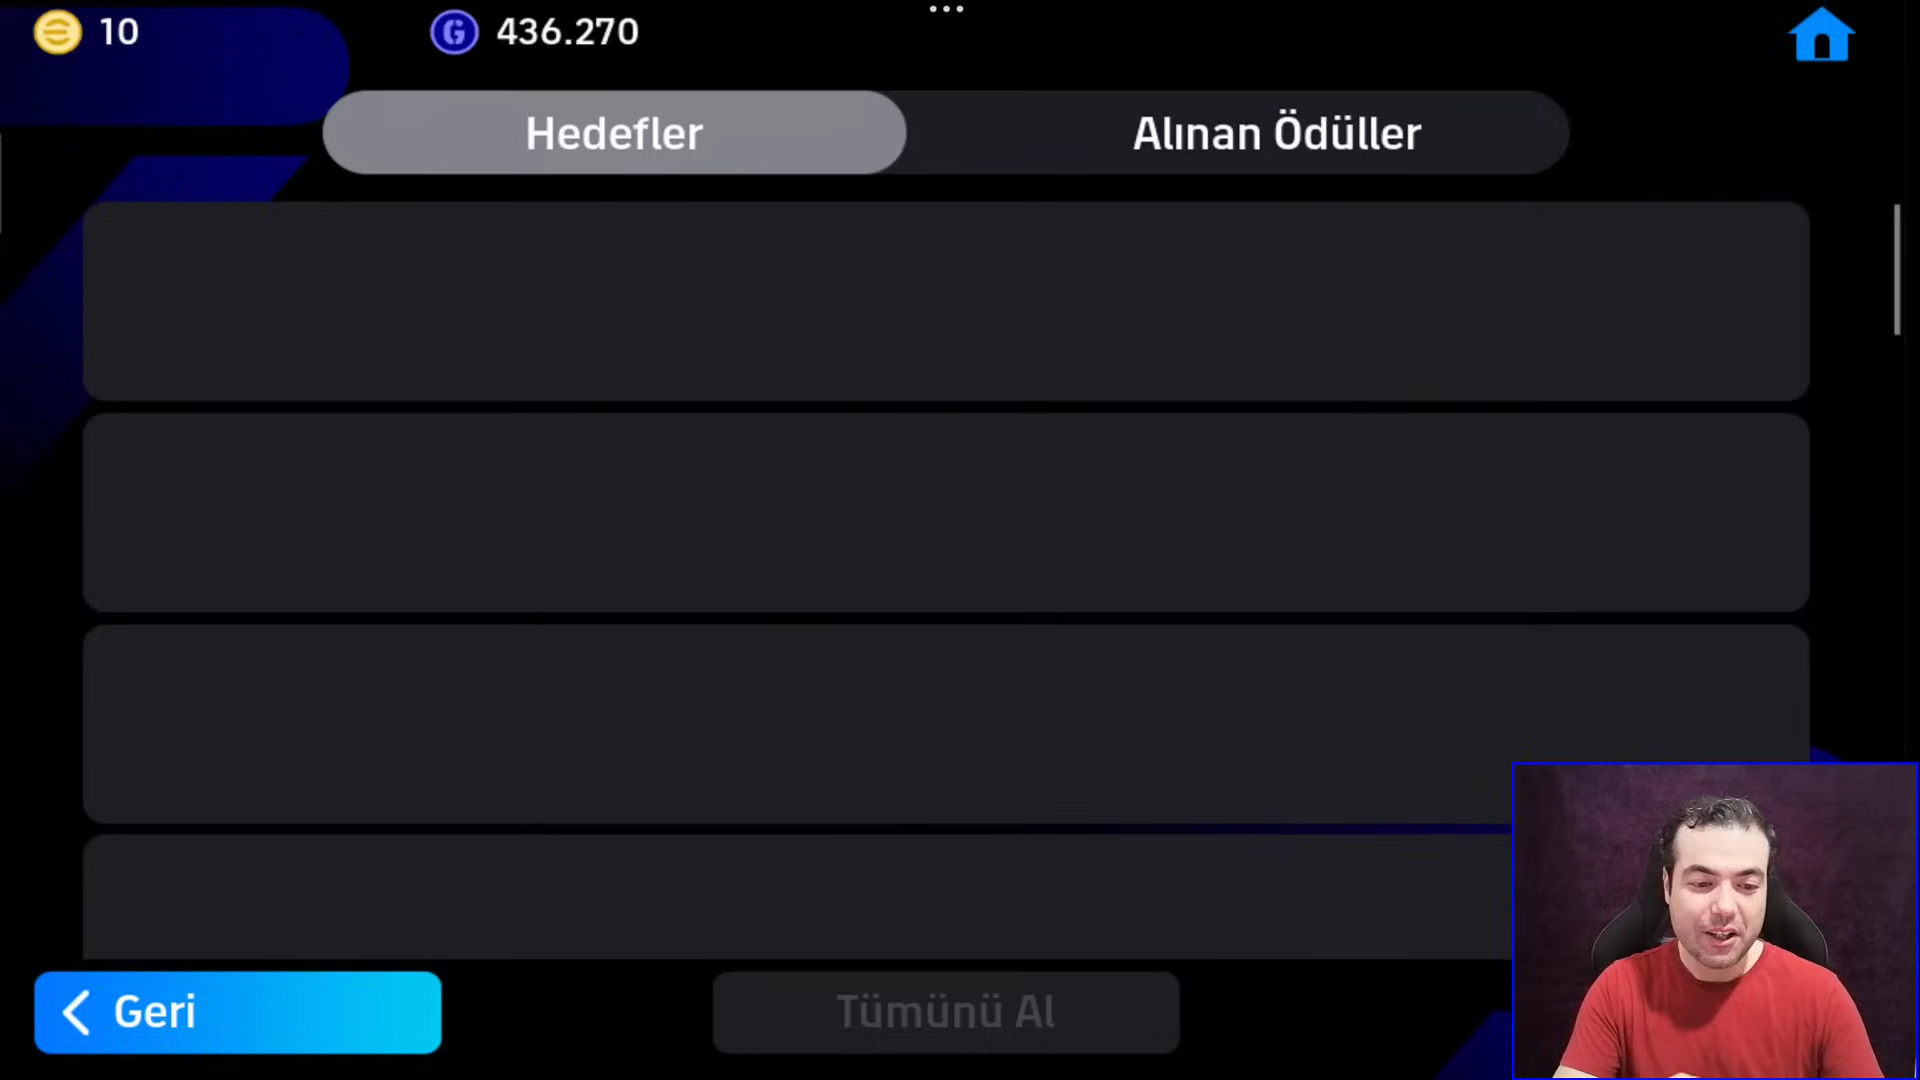 10
436.270
Hedefler
Alınan Ödüller
Geri
Tümünü Al